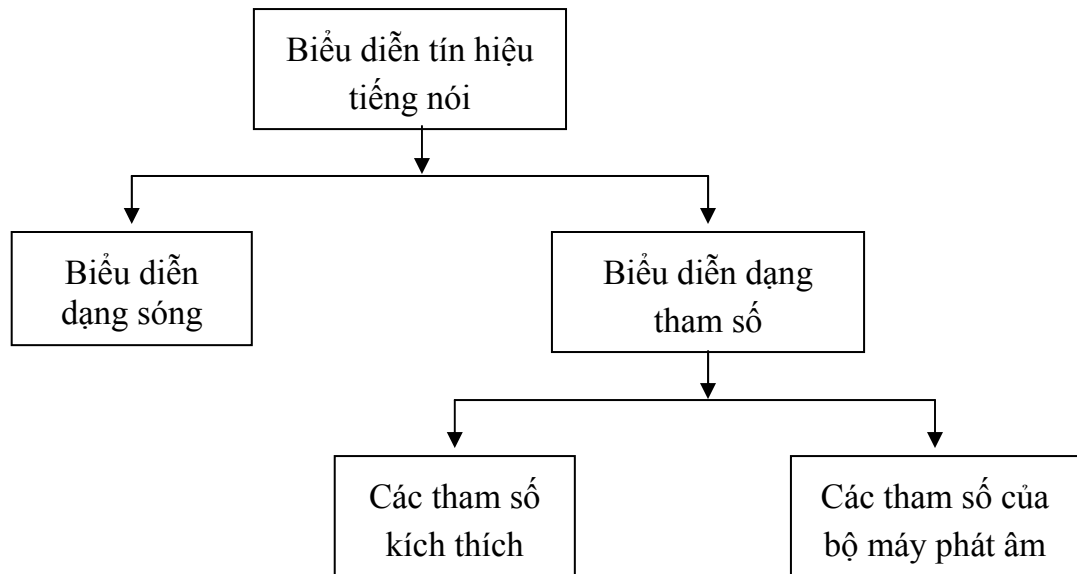 Biểu diễn tín hiệu
tiếng nói
Biểu diễn
dạng sóng
Biểu diễn dạng
tham số
Các tham số
kích thích
Các tham số của
bộ máy phát âm